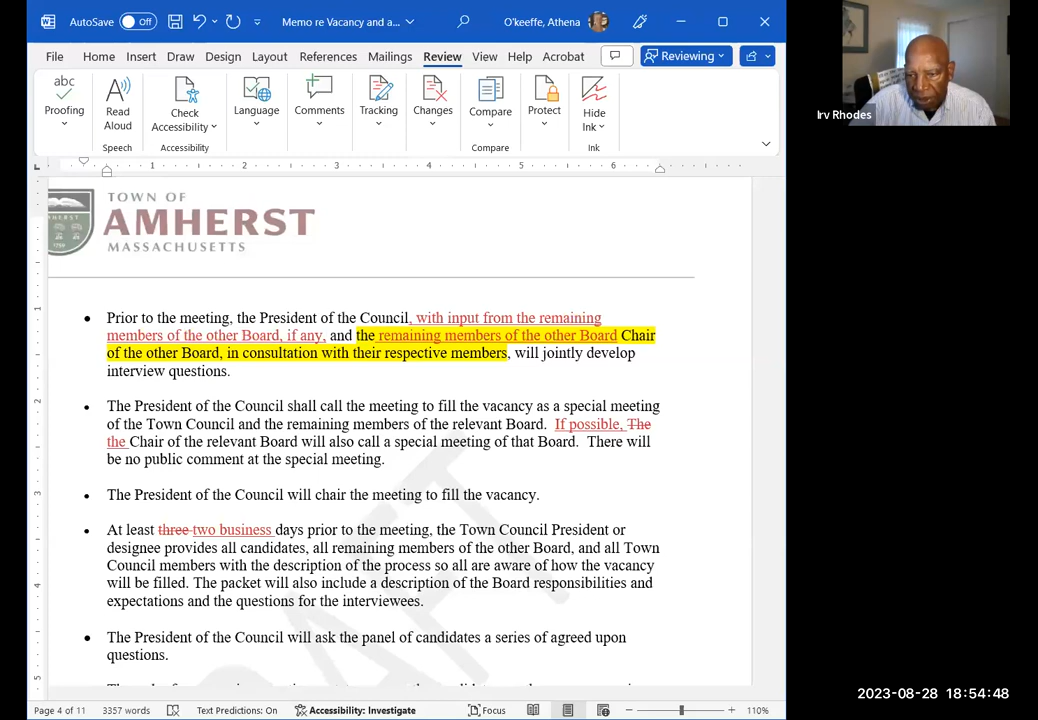 AutoSave Off Memo re Vacancy and a... O'keeffe, Athena
File Home Insert Draw Design Layout References Mailings Review View Help Acrobat Reviewing
abc
Proofing Read Aloud Check Accessibility Language Comments Tracking Changes Compare Protect Hide Ink
Speech Accessibility Compare Ink
Irv Rhodes
1 2 3 4 5 6
TOWN OF
AMHERST
MASSACHUSETTS
• Prior to the meeting, the President of the Council, with input from the remaining
members of the other Board, if any, and the remaining members of the other Board Chair
of the other Board, in consultation with their respective members, will jointly develop
interview questions.
• The President of the Council shall call the meeting to fill the vacancy as a special meeting
of the Town Council and the remaining members of the relevant Board. If possible, The
the Chair of the relevant Board will also call a special meeting of that Board. There will
be no public comment at the special meeting.
• The President of the Council will chair the meeting to fill the vacancy.
• At least three two business days prior to the meeting, the Town Council President or
designee provides all candidates, all remaining members of the other Board, and all Town
Council members with the description of the process so all are aware of how the vacancy
will be filled. The packet will also include a description of the Board responsibilities and
expectations and the questions for the interviewees.
• The President of the Council will ask the panel of candidates a series of agreed upon
questions.
Page 4 of 11 3357 words Text Predictions: On Accessibility: Investigate Focus 110%
2023-08-28 18:54:48